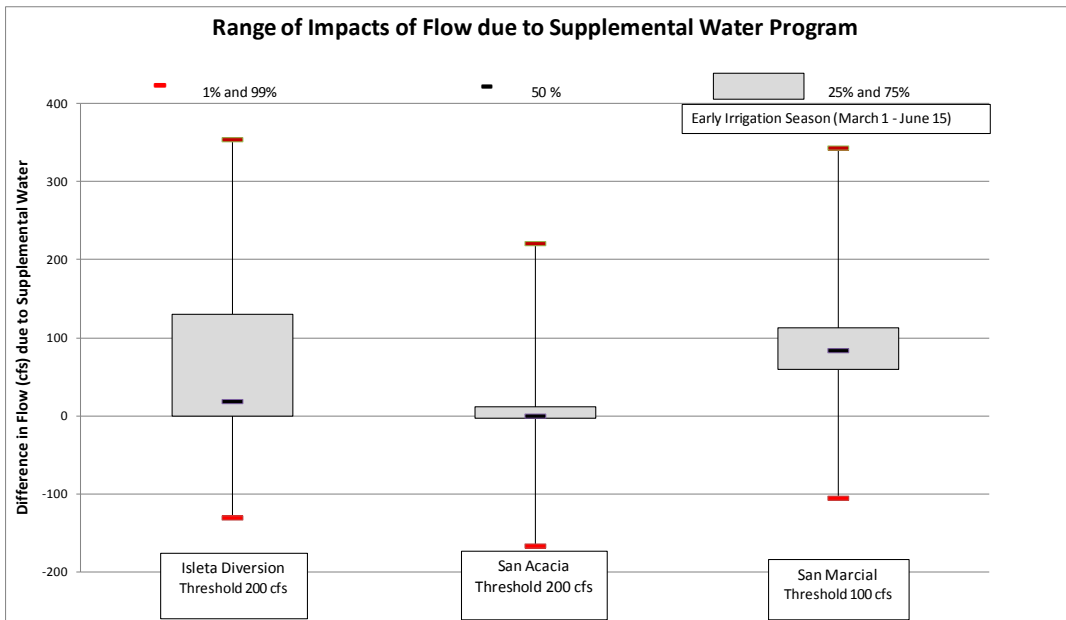 Range of Impacts of Flow due to Supplemental Water Program
1% and 99%
50 %
25% and 75%
Early Irrigation Season (March 1 - June 15)
Difference in Flow (cfs) due to Supplemental Water
400
300
200
100
0
-100
-200
Isleta Diversion
Threshold 200 cfs
San Acacia
Threshold 200 cfs
San Marcial
Threshold 100 cfs